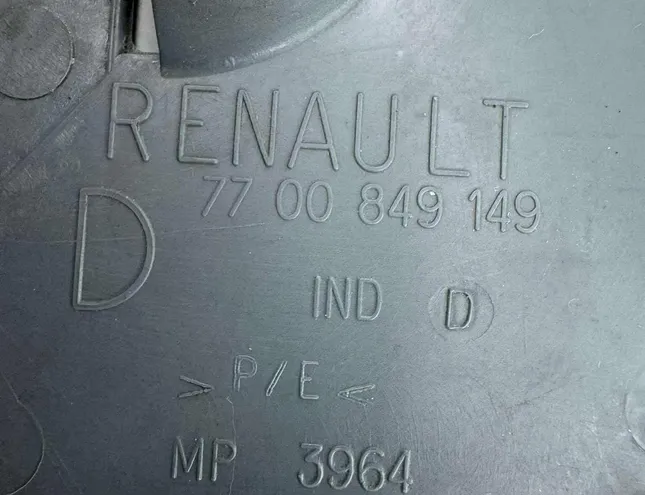 RENAULT
77 00 849 149
D
IND D
>P/E<
MP 3964